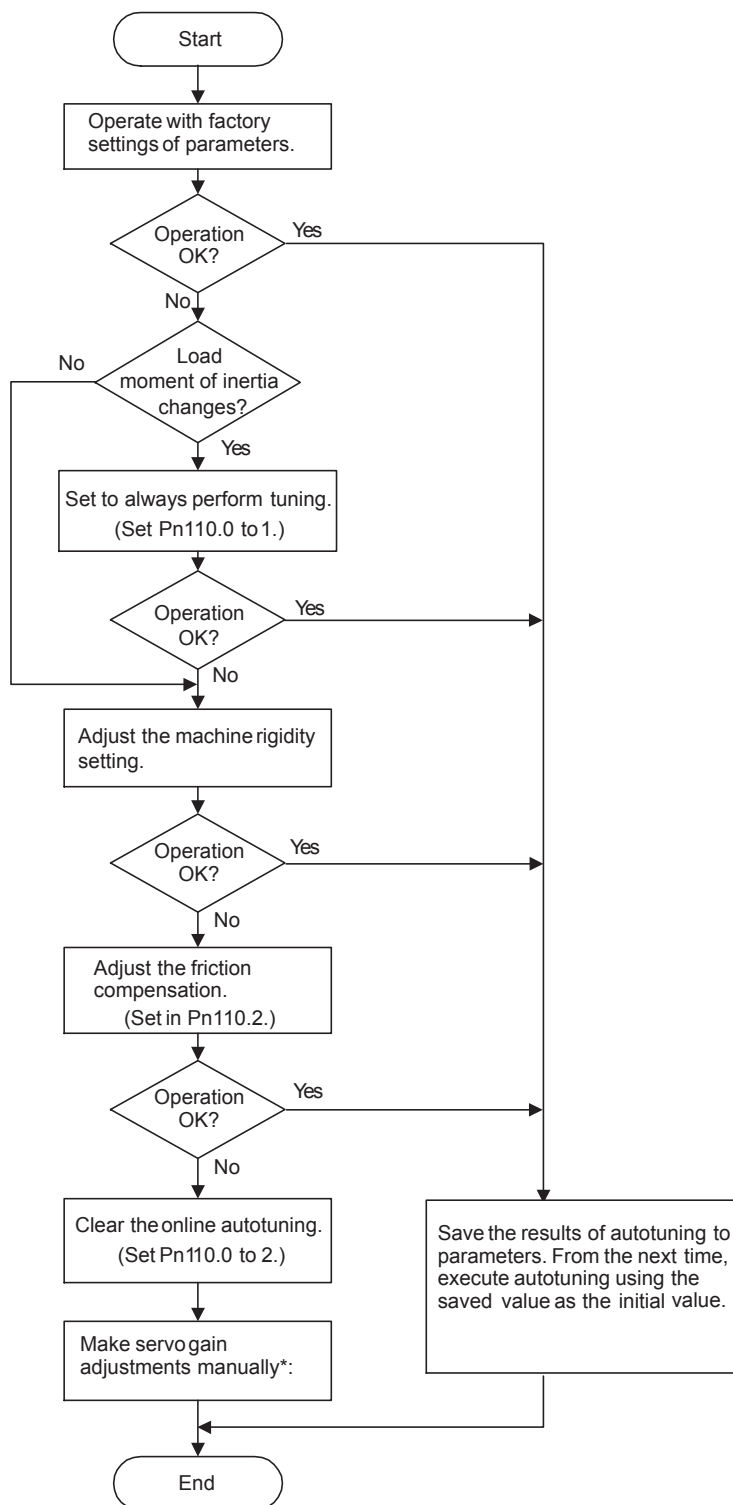 Start
Operate with factory
settings of parameters.
Operation
OK?
Yes
No
Load
moment of inertia
changes?
No
Yes
Set to always perform tuning.
(Set Pn110.0 to 1.)
Operation
OK?
Yes
No
Adjust the machine rigidity
setting.
Operation
OK?
Yes
No
Adjust the friction
compensation.
(Set in Pn110.2.)
Operation
OK?
Yes
No
Clear the online autotuning.
(Set Pn110.0 to 2.)
Save the results of autotuning to
parameters. From the next time,
execute autotuning using the
saved value as the initial value.
Make servo gain
adjustments manually*:
End